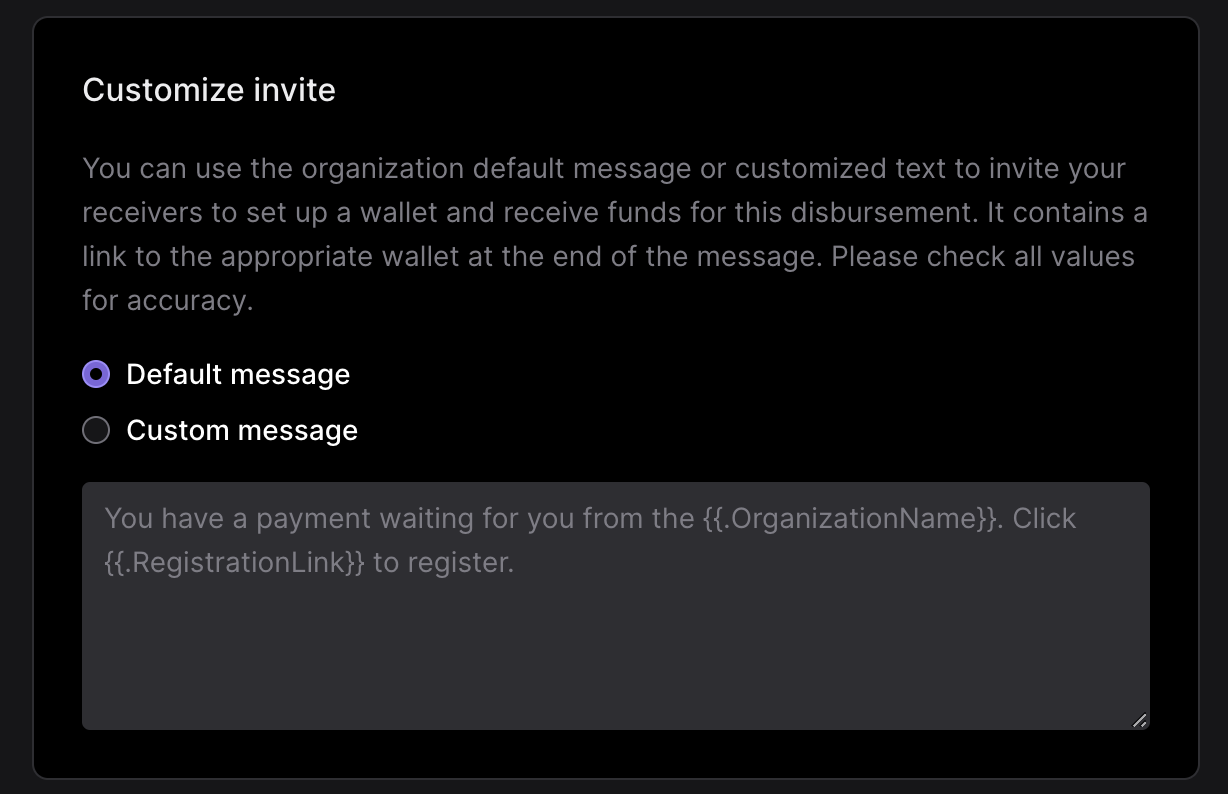 Customize invite
You can use the organization default message or customized text to invite your
receivers to set up a wallet and receive funds for this disbursement. It contains a
link to the appropriate wallet at the end of the message. Please check all values
for accuracy.
Default message
Custom message
You have a payment waiting for you from the {{.OrganizationName}}. Click
{{.RegistrationLink}} to register.